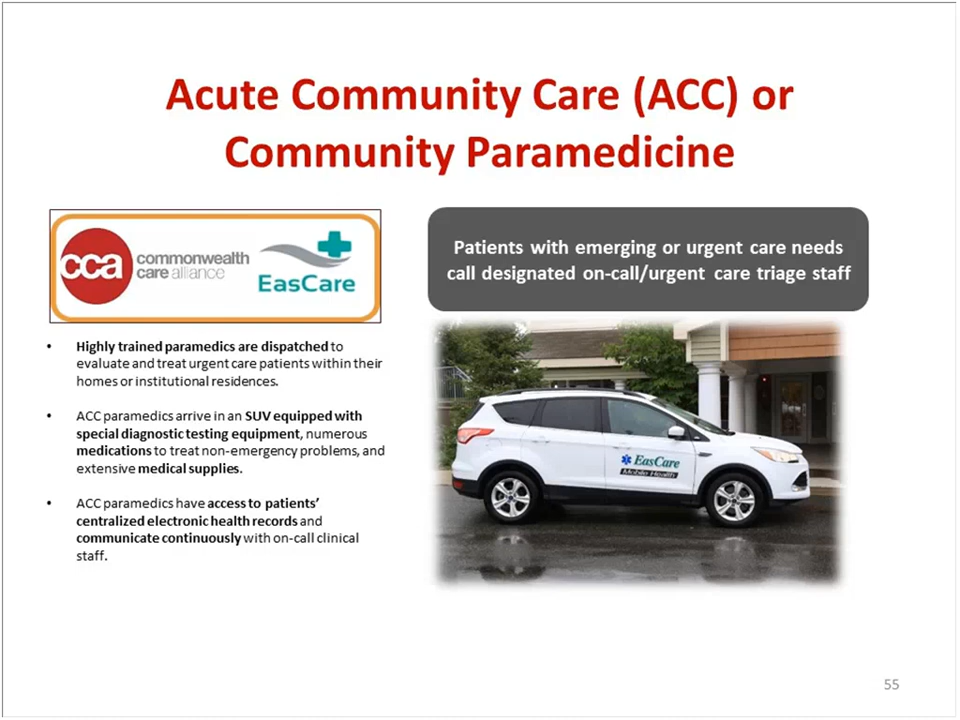 Acute Community Care (ACC) or
Community Paramedicine
cca commonwealth
care alliance
EasCare
Patients with emerging or urgent care needs
call designated on-call/urgent care triage staff
• Highly trained paramedics are dispatched to
evaluate and treat urgent care patients within their
homes or institutional residences.
• ACC paramedics arrive in an SUV equipped with
special diagnostic testing equipment, numerous
medications to treat non-emergency problems, and
extensive medical supplies.
• ACC paramedics have access to patients’
centralized electronic health records and
communicate continuously with on-call clinical
staff.
EasCare
Mobile Health
55